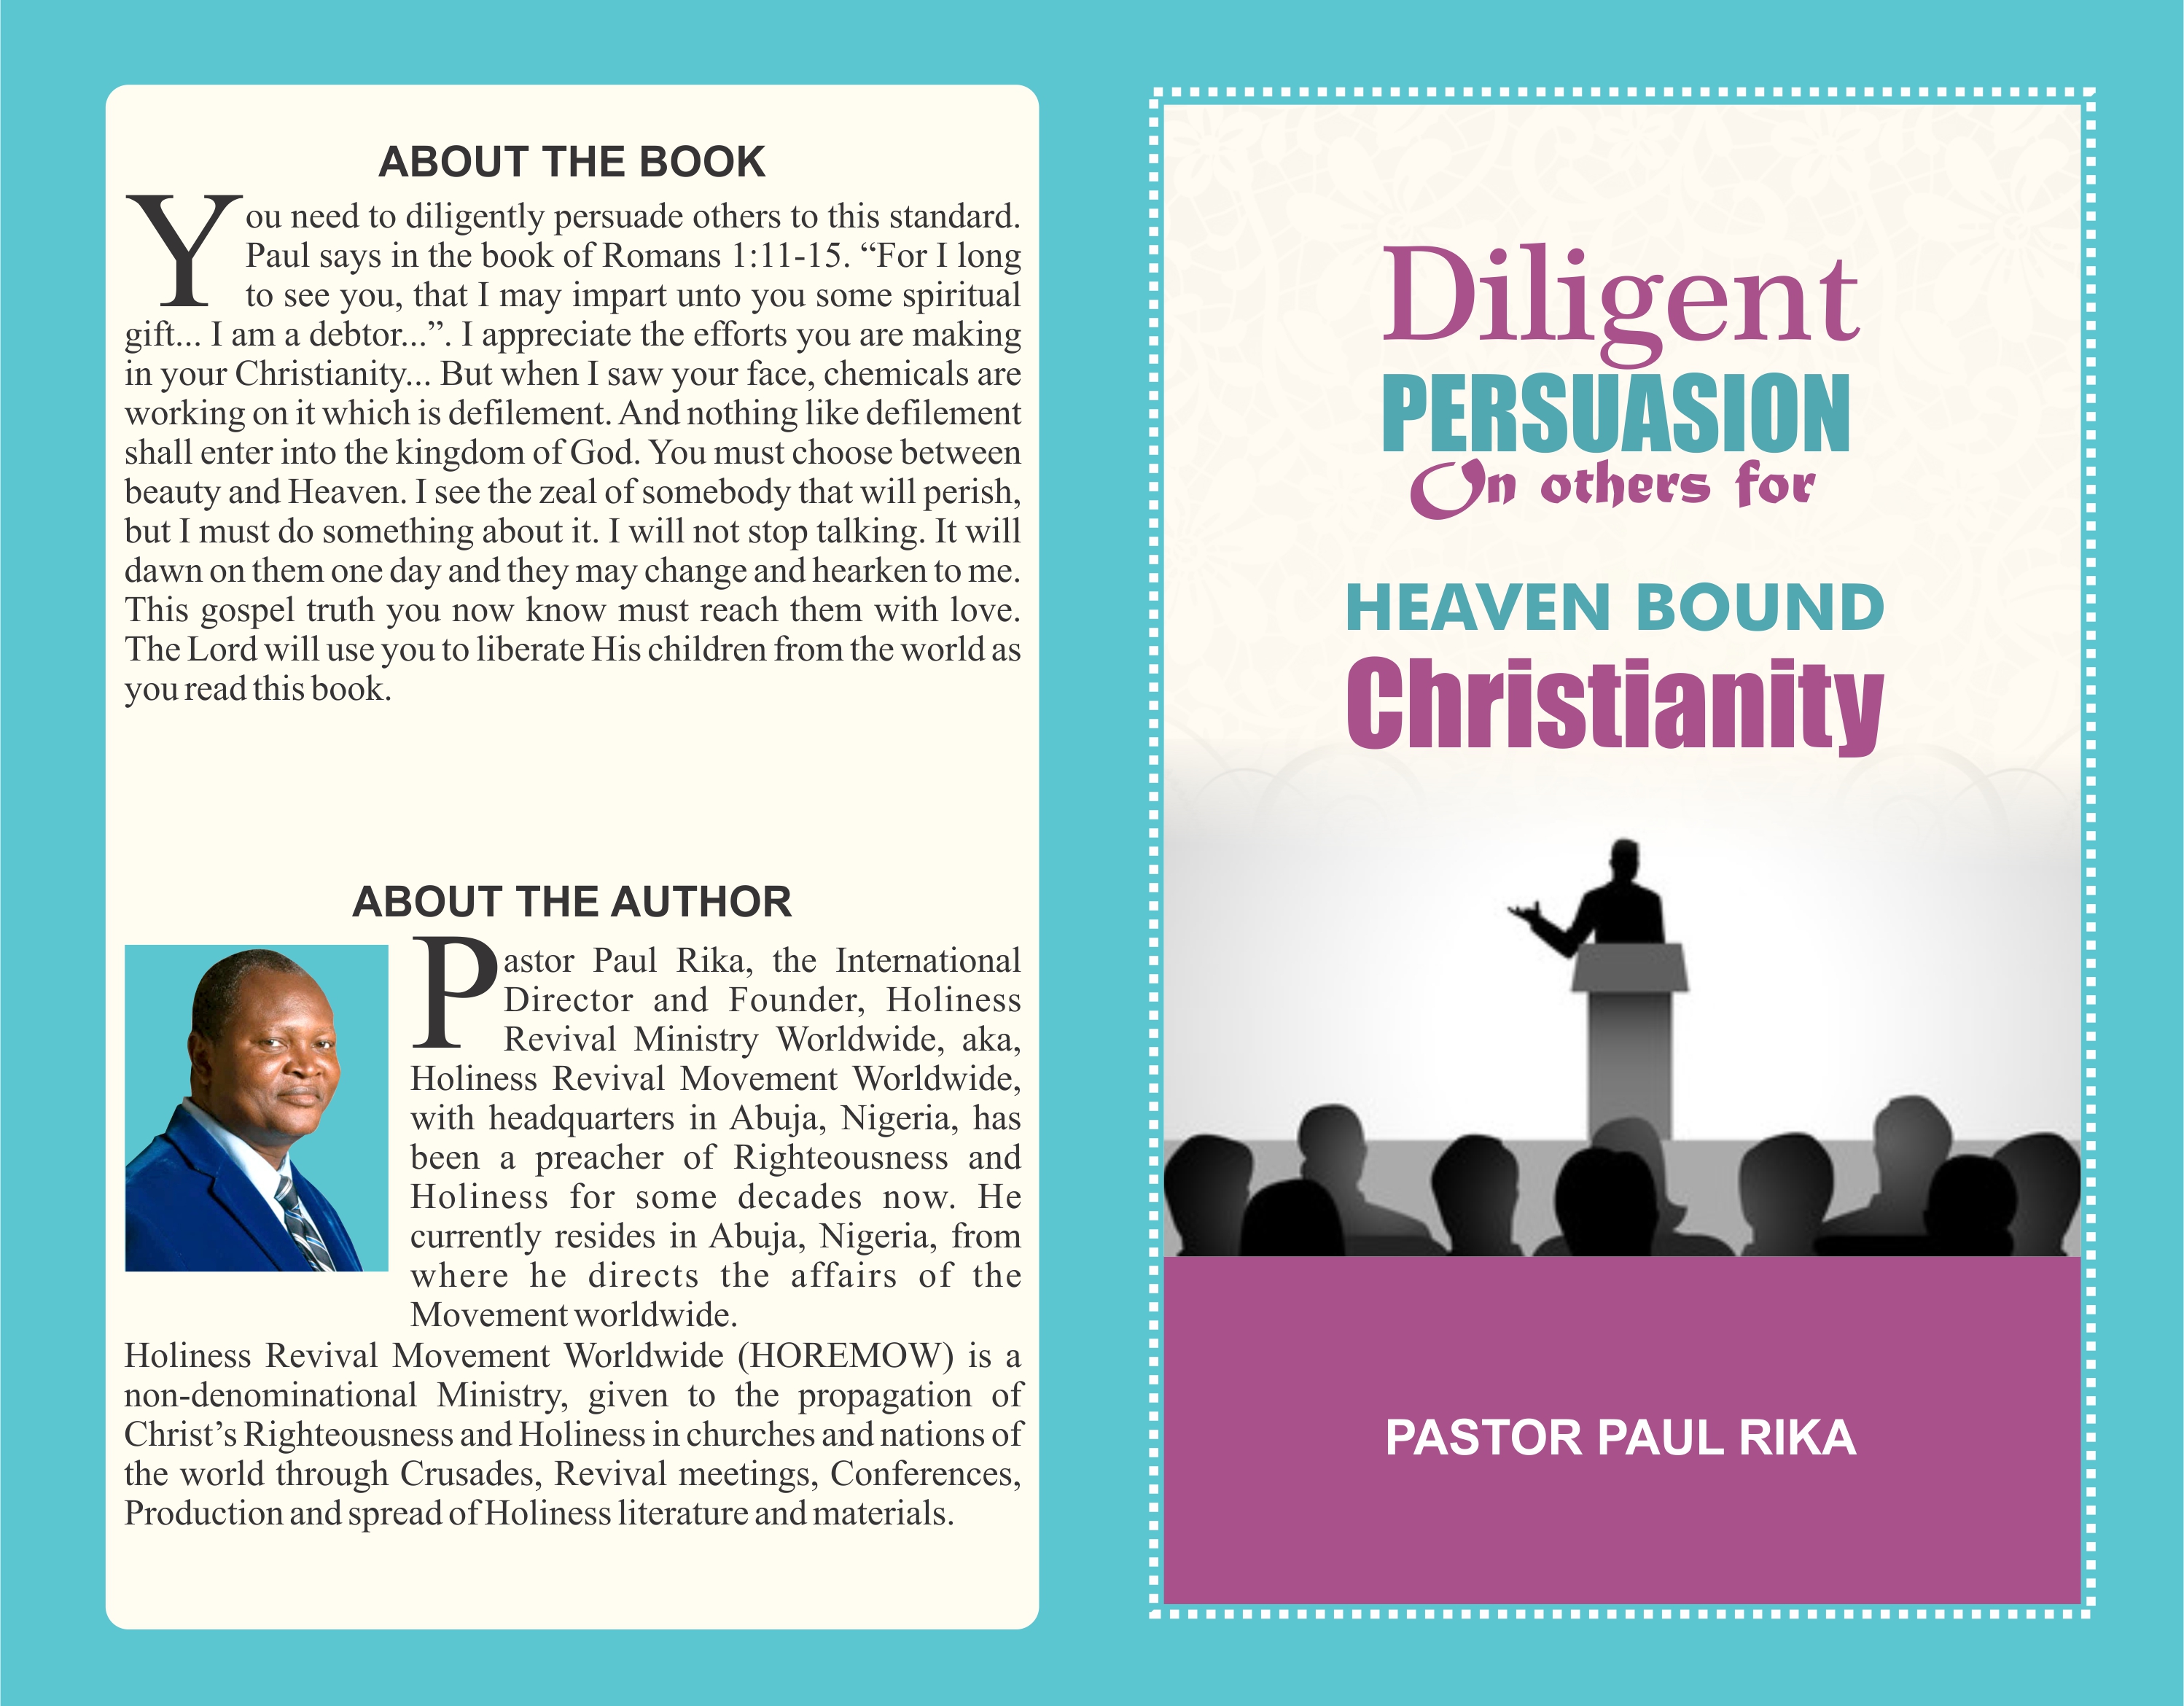 ABOUT THE BOOK
You need to diligently persuade others to this standard.
Paul says in the book of Romans 1:11-15. “For I long
to see you, that I may impart unto you some spiritual
gift... I am a debtor...”. I appreciate the efforts you are making
in your Christianity... But when I saw your face, chemicals are
working on it which is defilement. And nothing like defilement
shall enter into the kingdom of God. You must choose between
beauty and Heaven. I see the zeal of somebody that will perish,
but I must do something about it. I will not stop talking. It will
dawn on them one day and they may change and hearken to me.
This gospel truth you now know must reach them with love.
The Lord will use you to liberate His children from the world as
you read this book.
ABOUT THE AUTHOR
Pastor Paul Rika, the International
Director and Founder, Holiness
Revival Ministry Worldwide, aka,
Holiness Revival Movement Worldwide,
with headquarters in Abuja, Nigeria, has
been a preacher of Righteousness and
Holiness for some decades now. He
currently resides in Abuja, Nigeria, from
where he directs the affairs of the
Movement worldwide.
Holiness Revival Movement Worldwide (HOREMOW) is a
non-denominational Ministry, given to the propagation of
Christ’s Righteousness and Holiness in churches and nations of
the world through Crusades, Revival meetings, Conferences,
Production and spread of Holiness literature and materials.
Diligent
PERSUASION
On others for
HEAVEN BOUND
Christianity
PASTOR PAUL RIKA